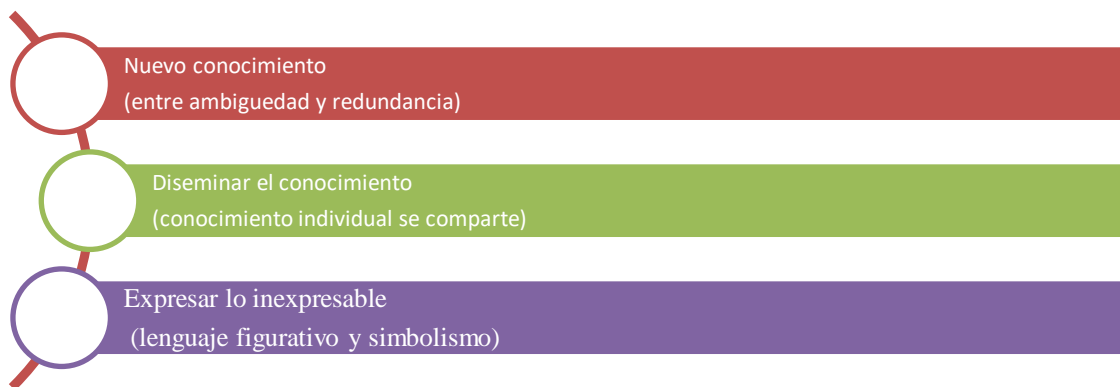 Nuevo conocimiento
(entre ambiguedad y redundancia)
Diseminar el conocimiento
(conocimiento individual se comparte)
Expresar lo inexpresable
(lenguaje figurativo y simbolismo)